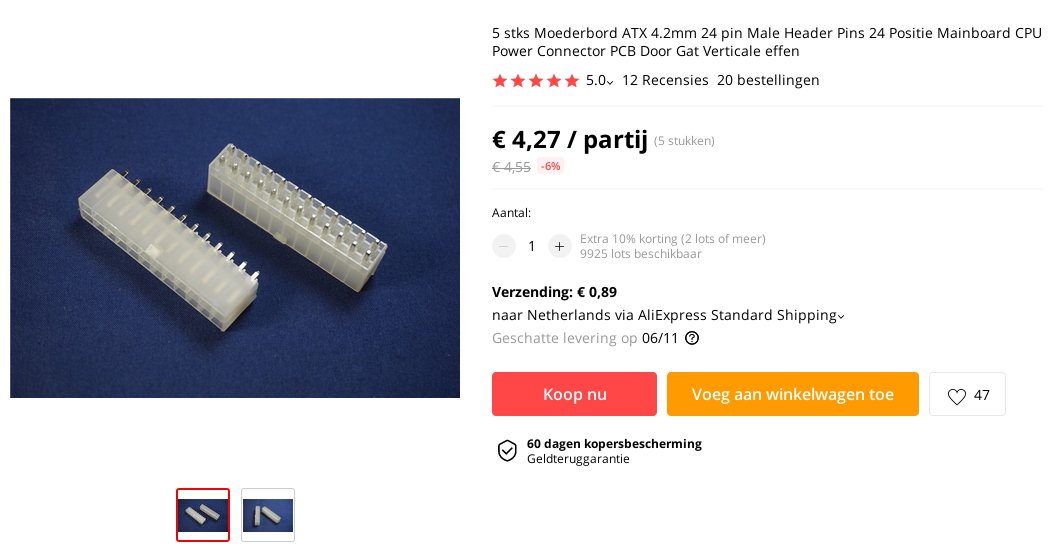 5 stks Moederbord ATX 4.2mm 24 pin Male Header Pins 24 Positie Mainboard CPU
Power Connector PCB Door Gat Verticale effen
5.0 12 Recensies 20 bestellingen
€ 4,27 / partij (5 stukken)
€ 4,55 -6%
Aantal:
1
Extra 10% korting (2 lots of meer)
9925 lots beschikbaar
Verzending: € 0,89
naar Netherlands via AliExpress Standard Shipping
Geschatte levering op 06/11
Koop nu
Voeg aan winkelwagen toe
47
60 dagen kopersbescherming
Geldteruggarantie